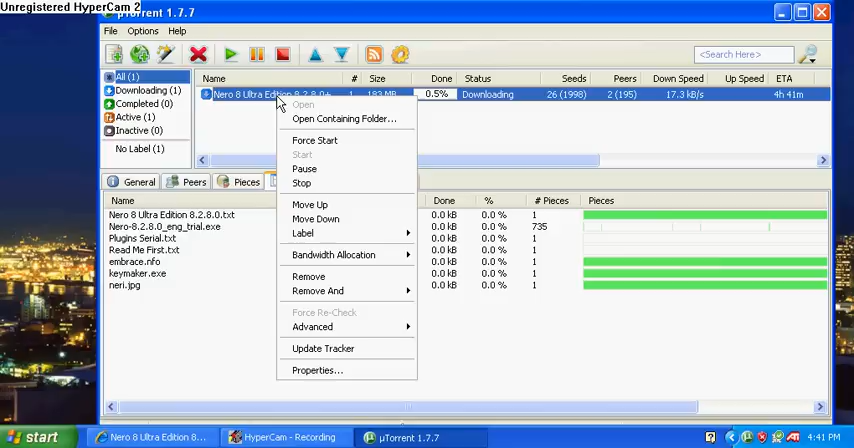 Unregistered HyperCam 2
µTorrent 1.7.7
File Options Help
<Search Here>
All (1)
Downloading (1)
Completed (0)
Active (1)
Inactive (0)
No Label (1)
Name # Size Done Status Seeds Peers Down Speed Up Speed ETA
Nero 8 Ultra Edition 8.2.8.0+ 1 183 MB 0.5% Downloading 26 (1998) 2 (195) 17.3 kB/s 4h 41m
Open
Open Containing Folder...
Force Start
Start
Pause
Stop
Move Up
Move Down
Label
Bandwidth Allocation
Remove
Remove And
Force Re-Check
Advanced
Update Tracker
Properties...
General Peers Pieces
Name Done % # Pieces Pieces
Nero 8 Ultra Edition 8.2.8.0.txt 0.0 kB 0.0 % 1
Nero-8.2.8.0_eng_trial.exe 0.0 kB 0.0 % 735
Plugins Serial.txt 0.0 kB 0.0 % 1
Read Me First.txt 0.0 kB 0.0 % 1
embrace.nfo 0.0 kB 0.0 % 1
keymaker.exe 0.0 kB 0.0 % 1
neri.jpg 0.0 kB 0.0 % 1
start
Nero 8 Ultra Edition 8...
HyperCam - Recording
µTorrent 1.7.7
4:41 PM